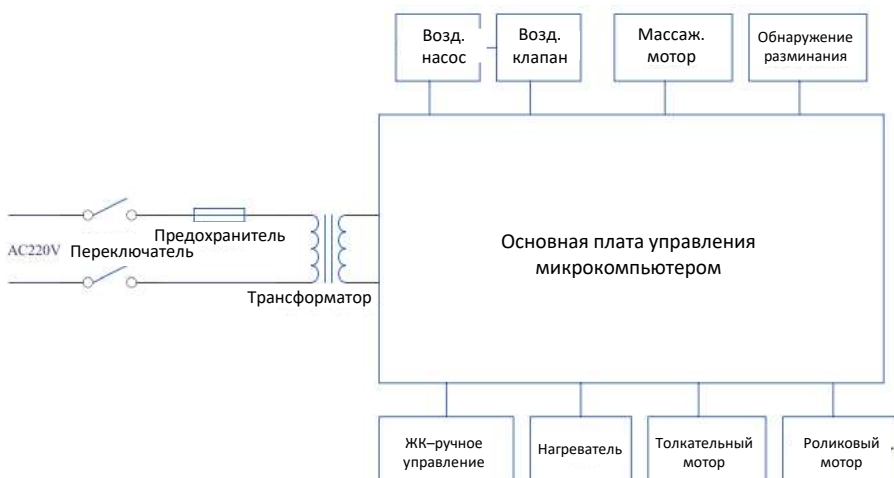 Возд.
насос
Возд.
клапан
Массаж.
мотор
Обнаружение
разминания
Предохранитель
AC220V
Переключатель
Трансформатор
Основная плата управления
микрокомпьютером
ЖК–ручное
управление
Нагреватель
Толкательный
мотор
Роликовый
мотор